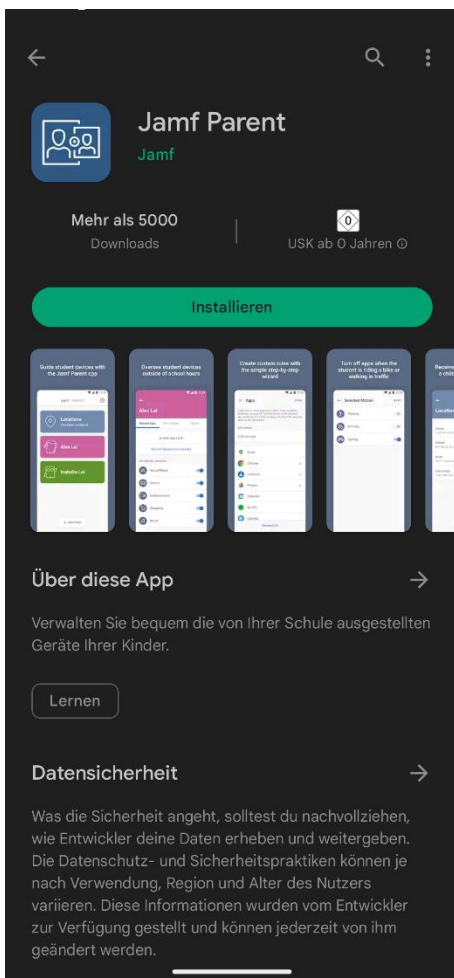 Jamf Parent
Jamf
Mehr als 5000
Downloads
0
USK ab 0 Jahren
Installieren
Guide student devices with
the Jamf Parent app
Oversee student devices
outside of school hours
Create custom rules with
the simple step-by-step
wizard
Turn off apps when the
student is riding a bike or
walking in traffic
Alex Lai
Über diese App
Verwalten Sie bequem die von Ihrer Schule ausgestellten
Geräte Ihrer Kinder.
Lernen
Datensicherheit
Was die Sicherheit angeht, solltest du nachvollziehen,
wie Entwickler deine Daten erheben und weitergeben.
Die Datenschutz- und Sicherheitspraktiken können je
nach Verwendung, Region und Alter des Nutzers
variieren. Diese Informationen wurden vom Entwickler
zur Verfügung gestellt und können jederzeit von ihm
geändert werden.